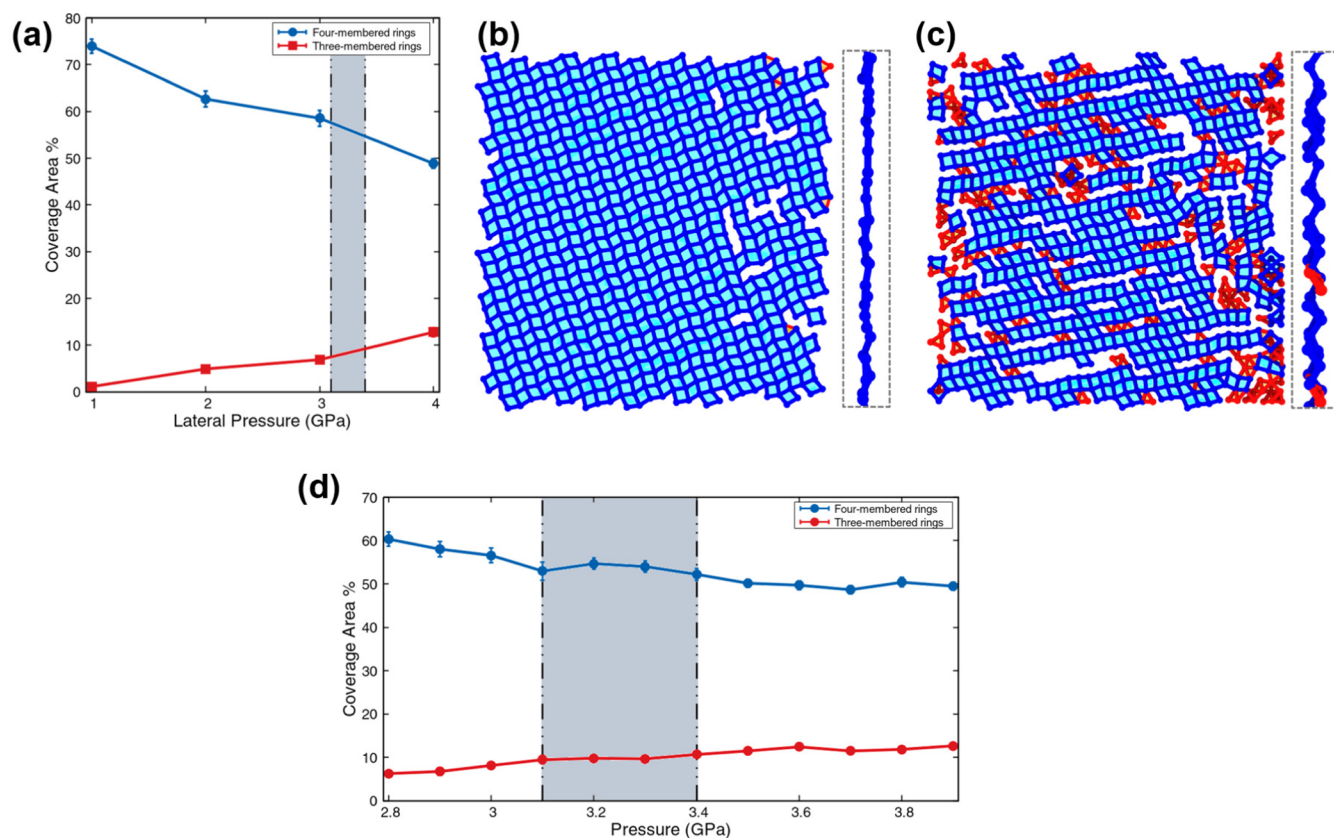 (a)
80
70
60
50
40
30
20
10
0
Coverage Area %
1
2
3
4
Lateral Pressure (GPa)
Four-membered rings
Three-membered rings
(b)
(c)
(d)
70
60
50
40
30
20
10
0
Coverage Area %
2.8
3
3.2
3.4
3.6
3.8
Pressure (GPa)
Four-membered rings
Three-membered rings